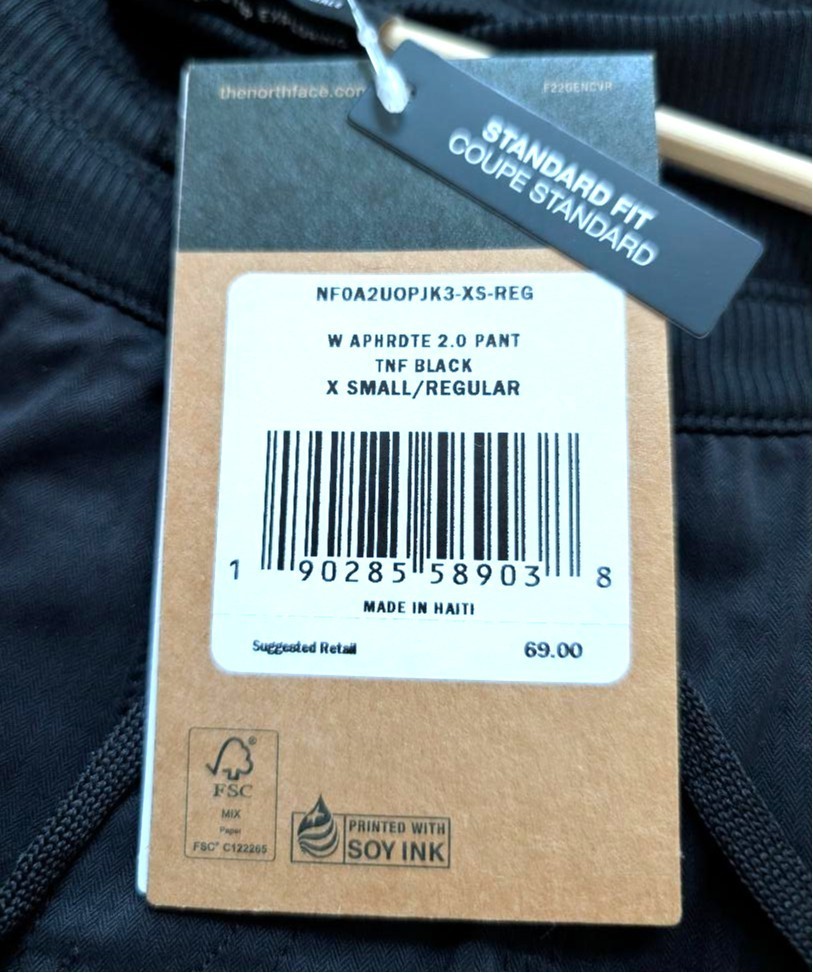 thenorthface.com
F22GENCVR
STANDARD FIT
COUPE STANDARD
NF0A2UOPJK3-XS-REG
W APHRDTE 2.0 PANT
TNF BLACK
X SMALL/REGULAR
1 90285 58903 8
MADE IN HAITI
Suggested Retail 69.00
FSC®
MIX
Paper
FSC® C122265
PRINTED WITH
SOY INK